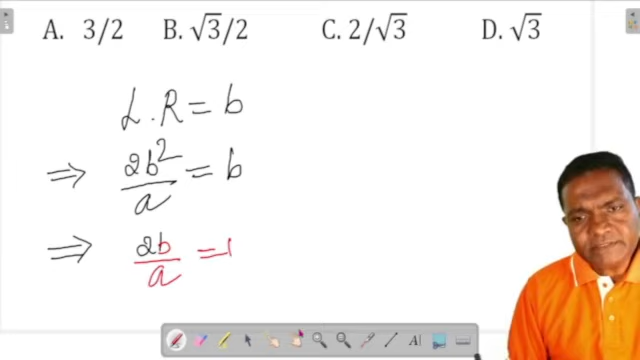 A. 3/2 B. √3/2 C. 2/√3 D. √3
L.R = b
⇒ 2b²/a = b
⇒ 2b/a = 1
A